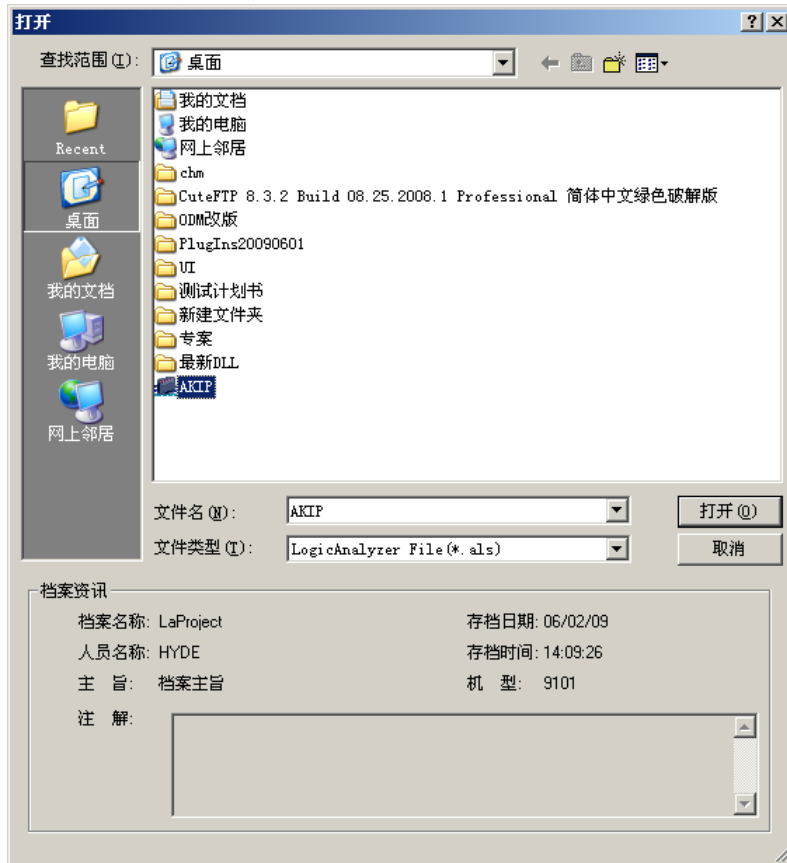 打开
查找范围(I):
桌面
Recent
桌面
我的文档
我的电脑
网上邻居
我的文档
我的电脑
网上邻居
chm
CuteFTP 8.3.2 Build 08.25.2008.1 Professional 简体中文绿色破解版
ODM改版
PlugIns20090601
UI
测试计划书
新建文件夹
专案
最新DLL
AKIP
文件名(N):
AKIP
打开(O)
文件类型(T):
LogicAnalyzer File(*.als)
取消
档案资讯
档案名称: LaProject
存档日期: 06/02/09
人员名称: HYDE
存档时间: 14:09:26
主 旨: 档案主旨
机 型: 9101
注 解: